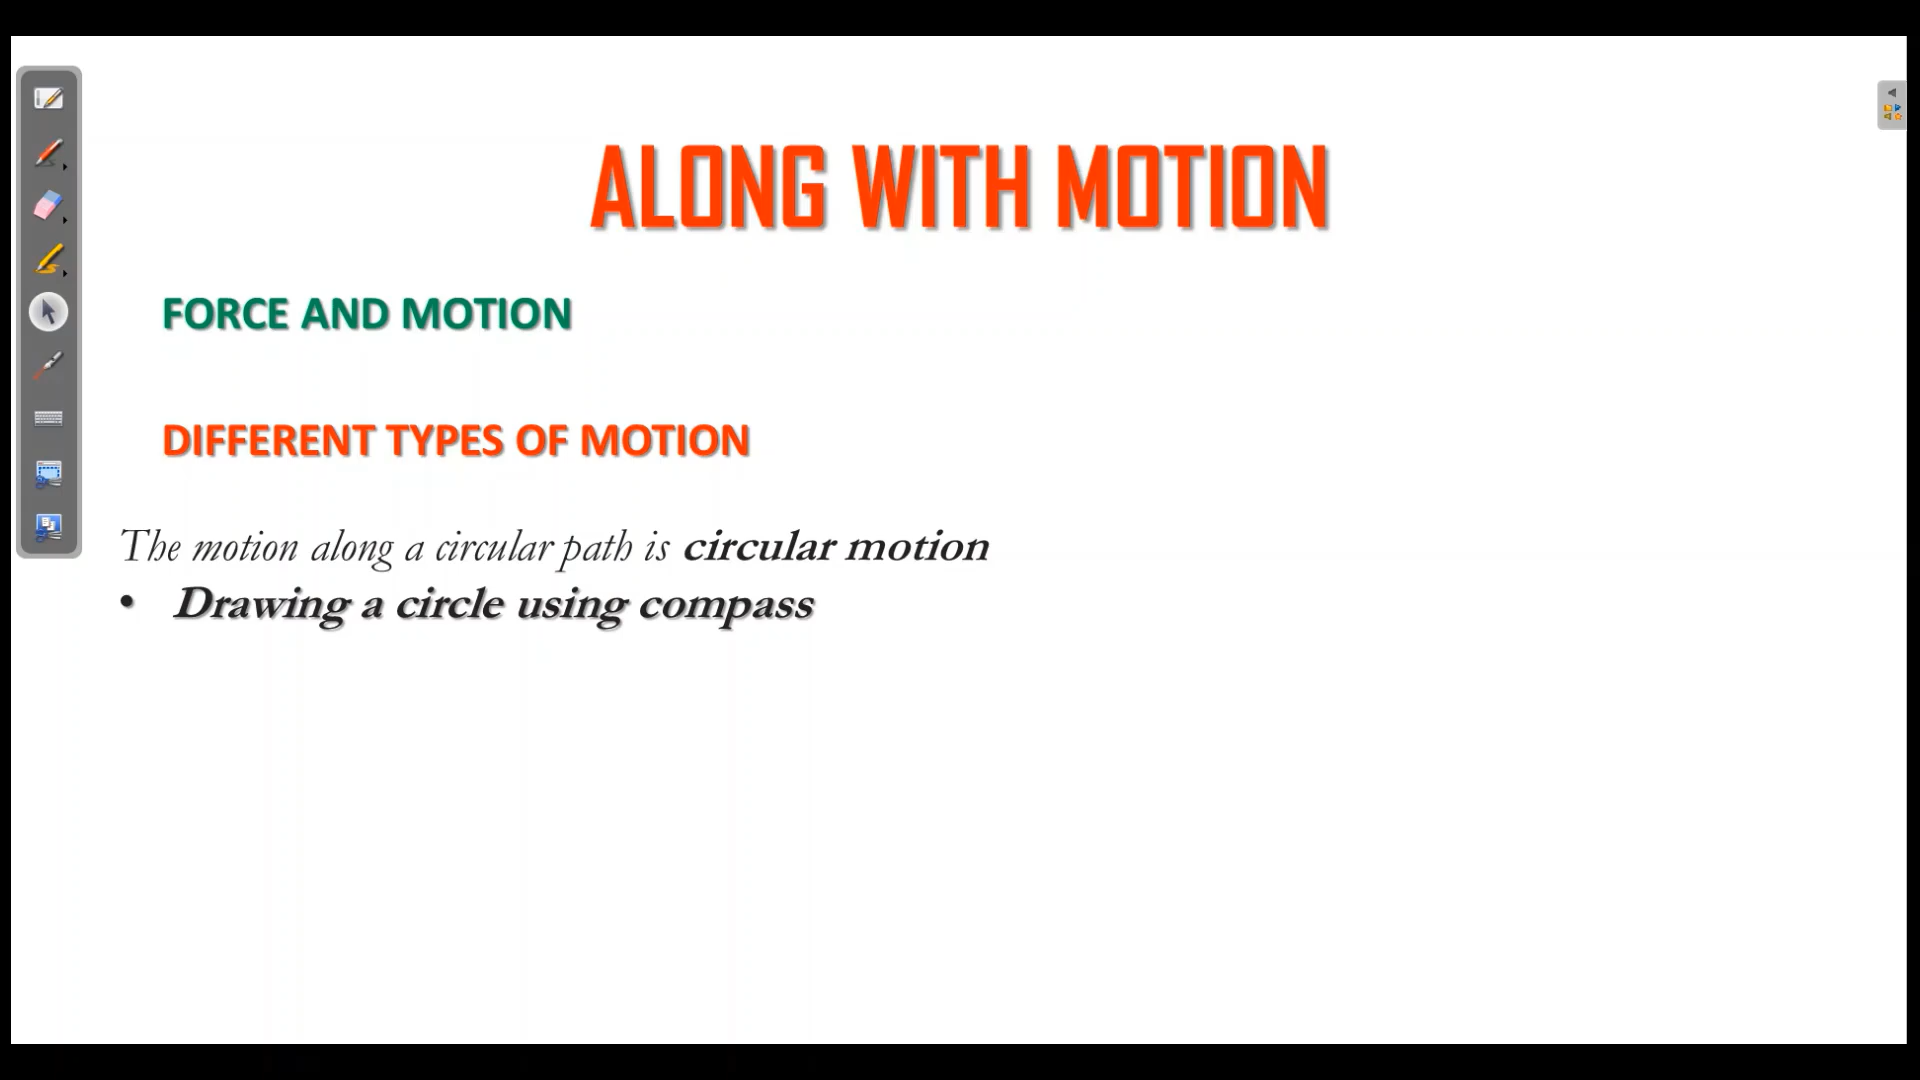 ALONG WITH MOTION
FORCE AND MOTION
DIFFERENT TYPES OF MOTION
The motion along a circular path is circular motion
• Drawing a circle using compass